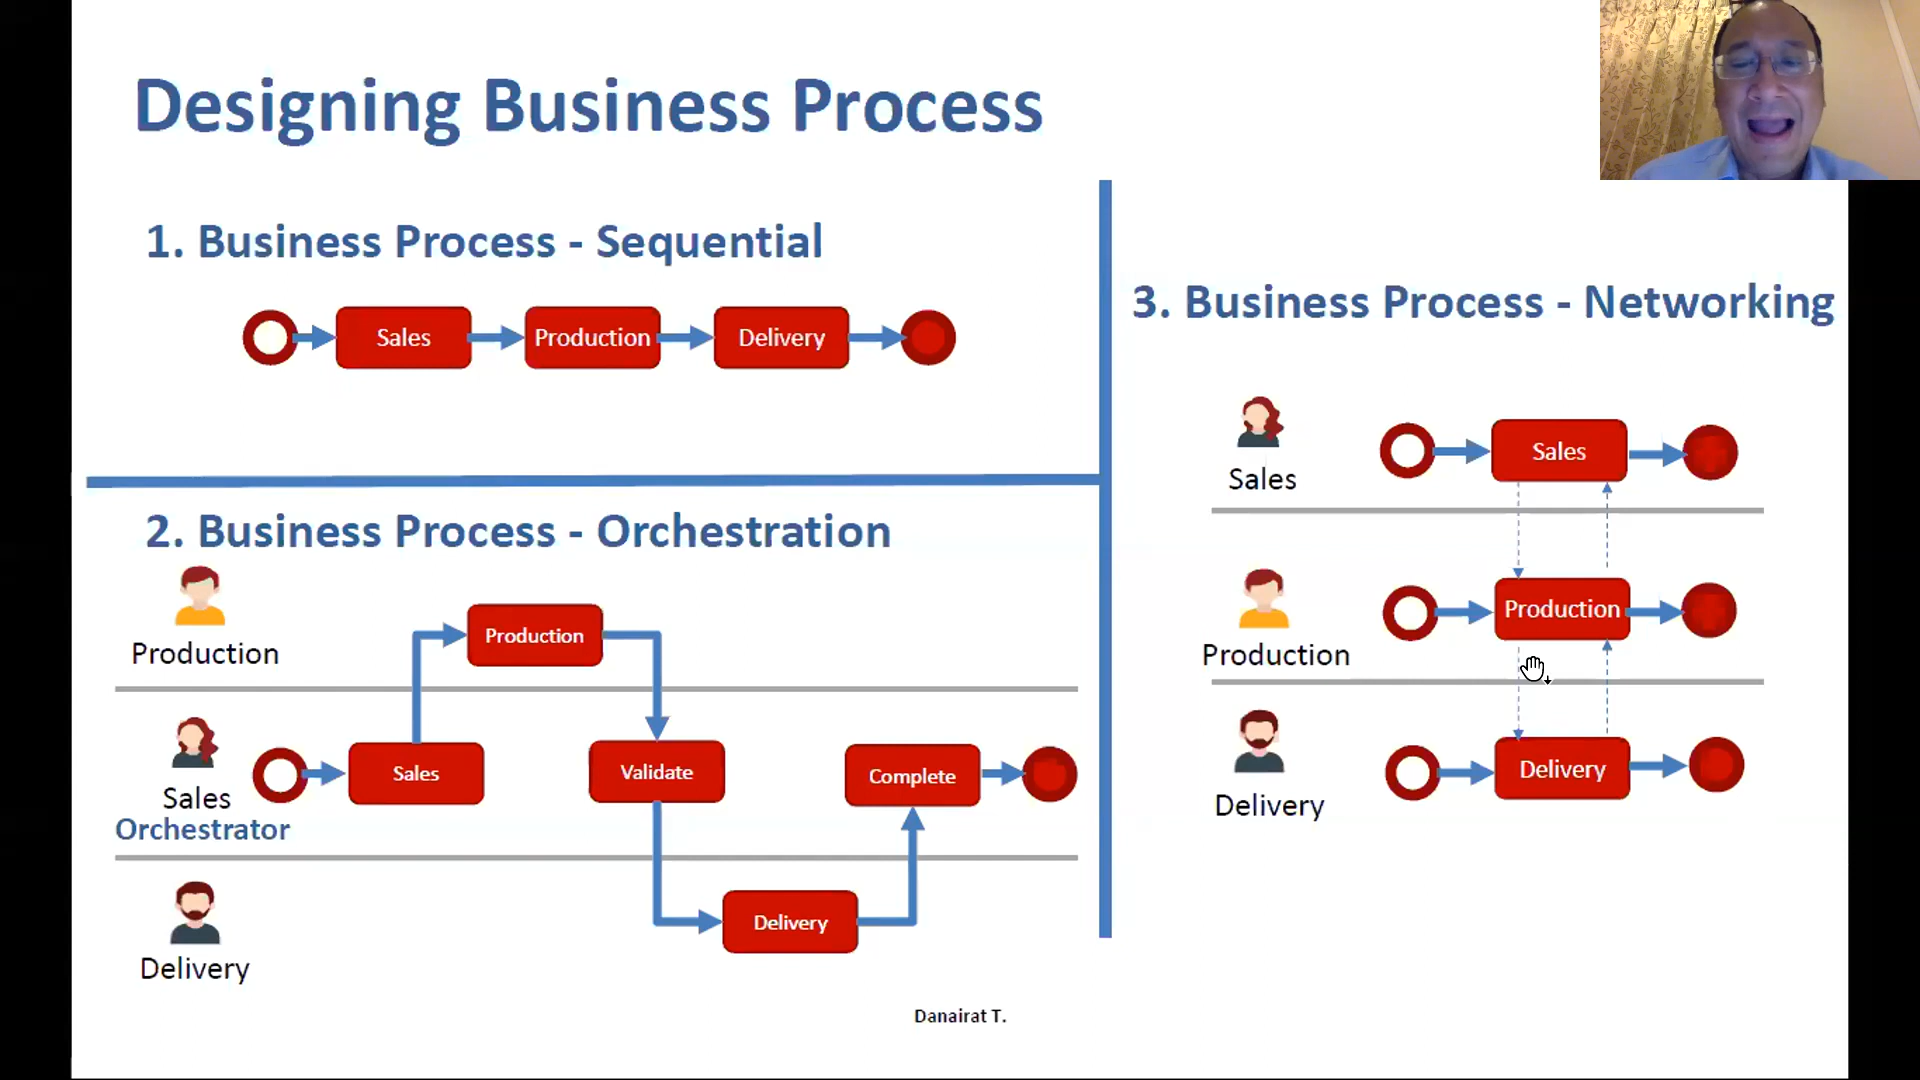 Designing Business Process
1. Business Process - Sequential
Sales
Production
Delivery
2. Business Process - Orchestration
Production
Production
Sales
Orchestrator
Sales
Validate
Complete
Delivery
Delivery
3. Business Process - Networking
Sales
Sales
Production
Production
Delivery
Delivery
Danairat T.